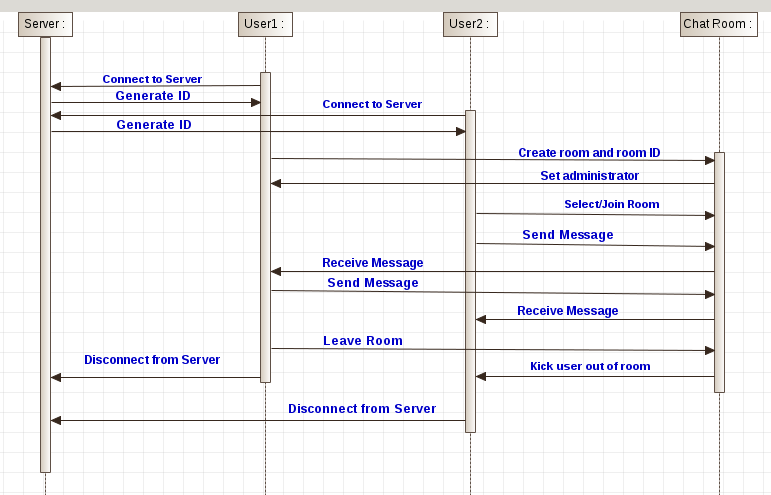 Server :
User1 :
User2 :
Chat Room :
Connect to Server
Generate ID
Connect to Server
Generate ID
Create room and room ID
Set administrator
Select/Join Room
Send Message
Receive Message
Send Message
Receive Message
Leave Room
Disconnect from Server
Kick user out of room
Disconnect from Server